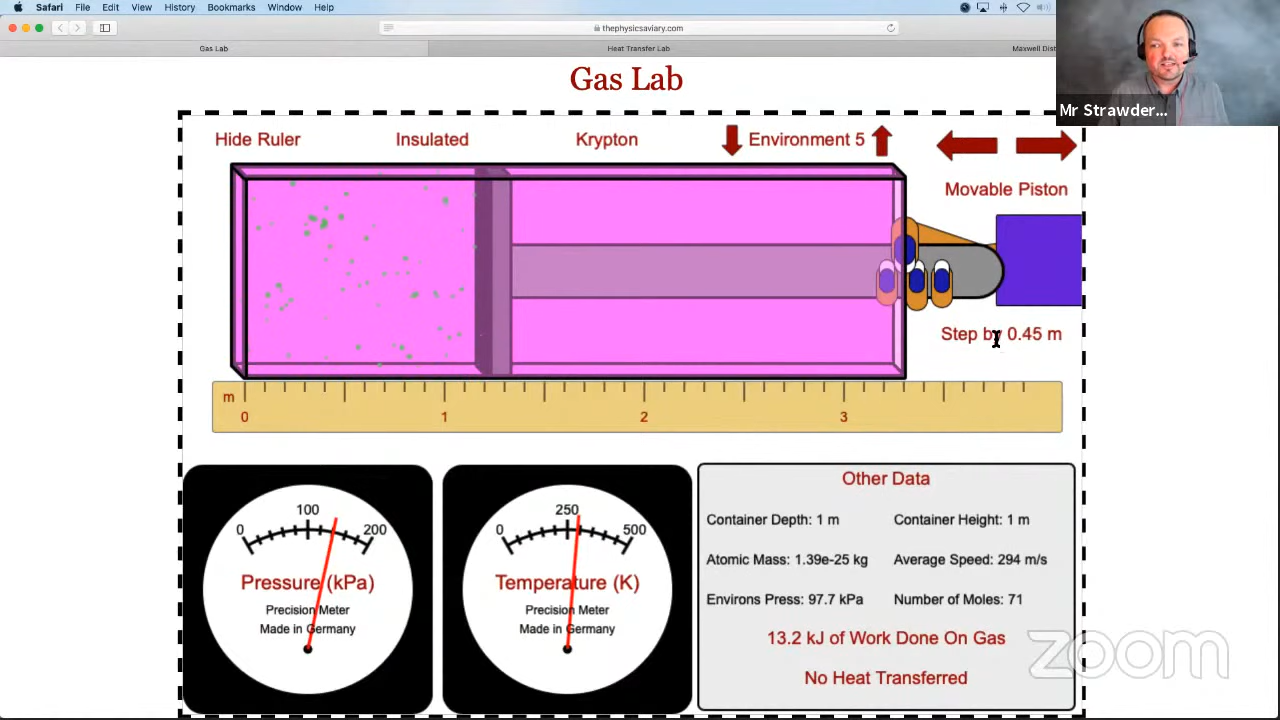 Safari File Edit View History Bookmarks Window Help
thephysicsaviary.com
Gas Lab Heat Transfer Lab Maxwell Dist
Mr Strawder...
Gas Lab
Hide Ruler Insulated Krypton Environment 5
Movable Piston
Step by 0.45 m
m 0 1 2 3
0 100 200
Pressure (kPa)
Precision Meter
Made in Germany
0 250 500
Temperature (K)
Precision Meter
Made in Germany
Other Data
Container Depth: 1 m Container Height: 1 m
Atomic Mass: 1.39e-25 kg Average Speed: 294 m/s
Environs Press: 97.7 kPa Number of Moles: 71
13.2 kJ of Work Done On Gas
No Heat Transferred
zoom